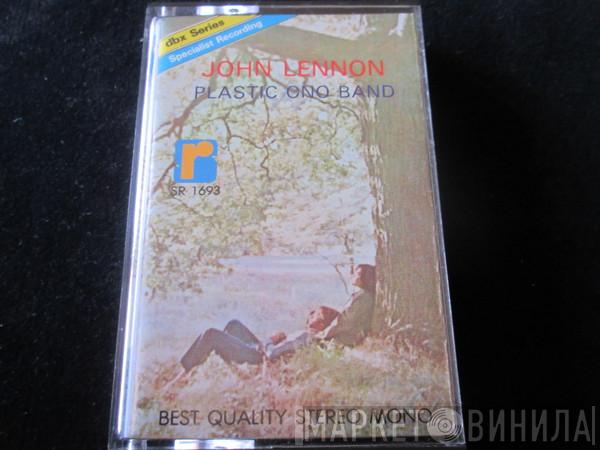 dbx Series
Specialist Recording
JOHN LENNON
PLASTIC ONO BAND
r
SR 1693
BEST QUALITY STEREO/MONO
МАРКЕТ ВИНИЛА